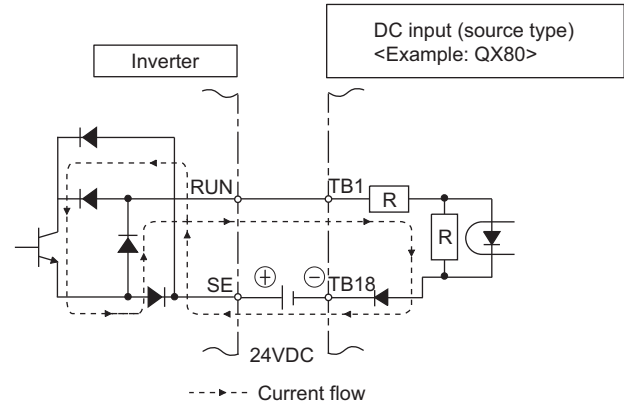 DC input (source type)
<Example: QX80>
Inverter
RUN
TB1
R
R
SE
+
−
TB18
24VDC
Current flow